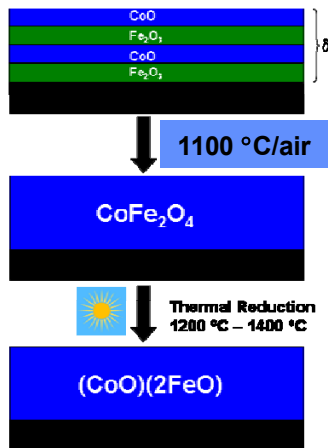 CoO
Fe₂O₃
CoO
Fe₂O₃
δ
1100 °C/air
CoFe₂O₄
Thermal Reduction
1200 °C – 1400 °C
(CoO)(2FeO)